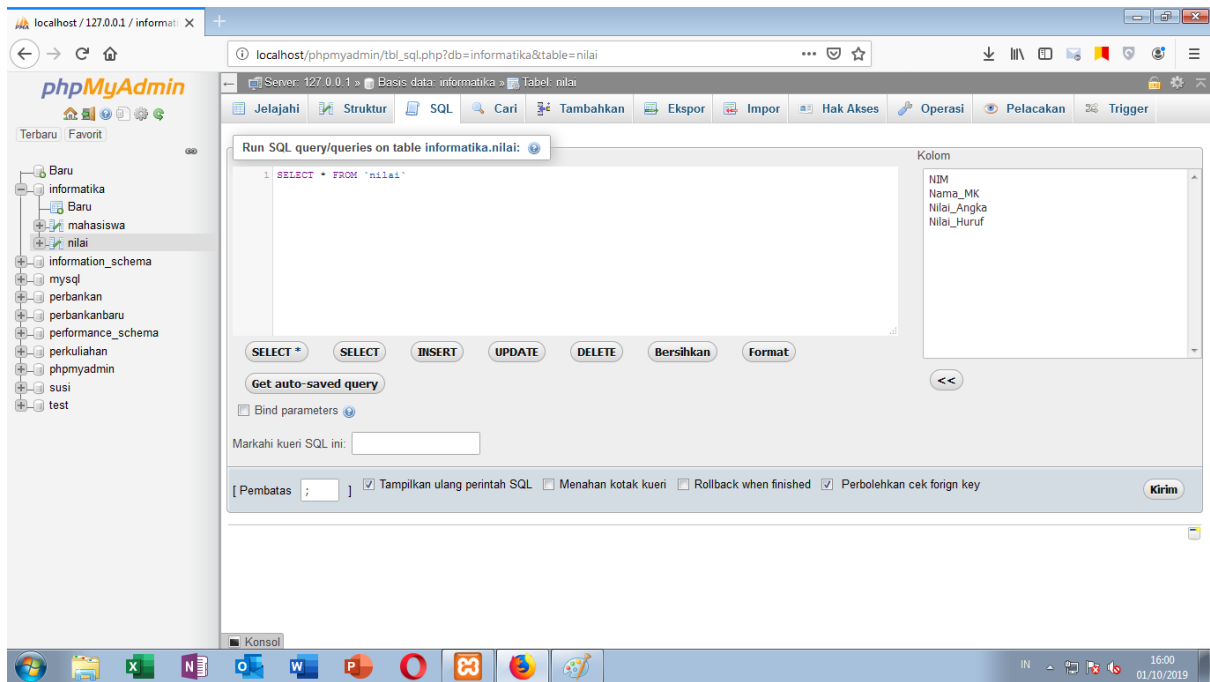 localhost / 127.0.0.1 / informati
localhost/phpmyadmin/tbl_sql.php?db=informatika&table=nilai
phpMyAdmin
Terbaru Favorit
Baru
informatika
Baru
mahasiswa
nilai
information_schema
mysql
perbankan
perbankanbaru
performance_schema
perkuliahan
phpmyadmin
susi
test
Server: 127.0.0.1 » Basis data: informatika » Tabel: nilai
Jelajahi Struktur SQL Cari Tambahkan Ekspor Impor Hak Akses Operasi Pelacakan Trigger
Run SQL query/queries on table informatika.nilai:
1 SELECT * FROM `nilai`
Kolom
NIM
Nama_MK
Nilai_Angka
Nilai_Huruf
SELECT * SELECT INSERT UPDATE DELETE Bersihkan Format
<<
Get auto-saved query
Bind parameters
Markahi kueri SQL ini:
[ Pembatas ; ] Tampilkan ulang perintah SQL Menahan kotak kueri Rollback when finished Perbolehkan cek forign key
Kirim
Konsol
IN
16:00
01/10/2019